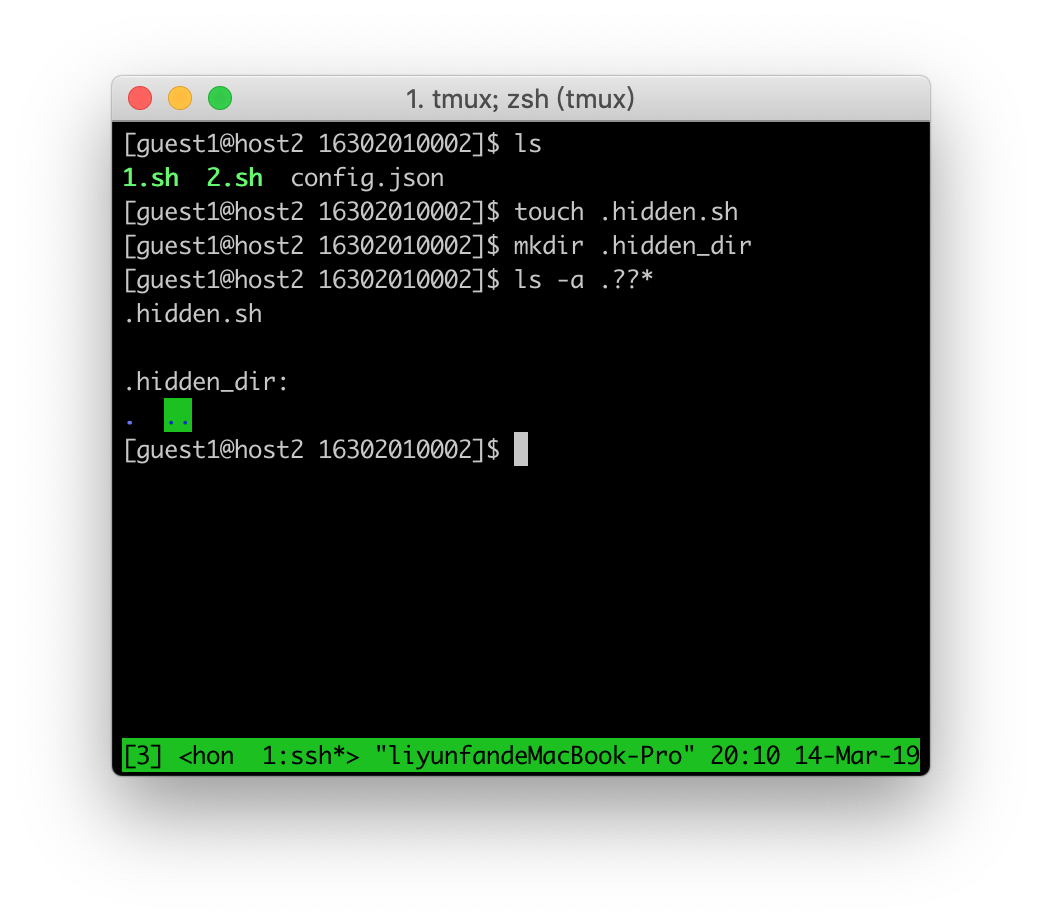 1. tmux; zsh (tmux)
[guest1@host2 16302010002]$ ls
1.sh  2.sh  config.json
[guest1@host2 16302010002]$ touch .hidden.sh
[guest1@host2 16302010002]$ mkdir .hidden_dir
[guest1@host2 16302010002]$ ls -a .??*
.hidden.sh
.hidden_dir:
.  ..
[guest1@host2 16302010002]$
[3] <hon  1:ssh*> "liyunfandeMacBook-Pro" 20:10 14-Mar-19